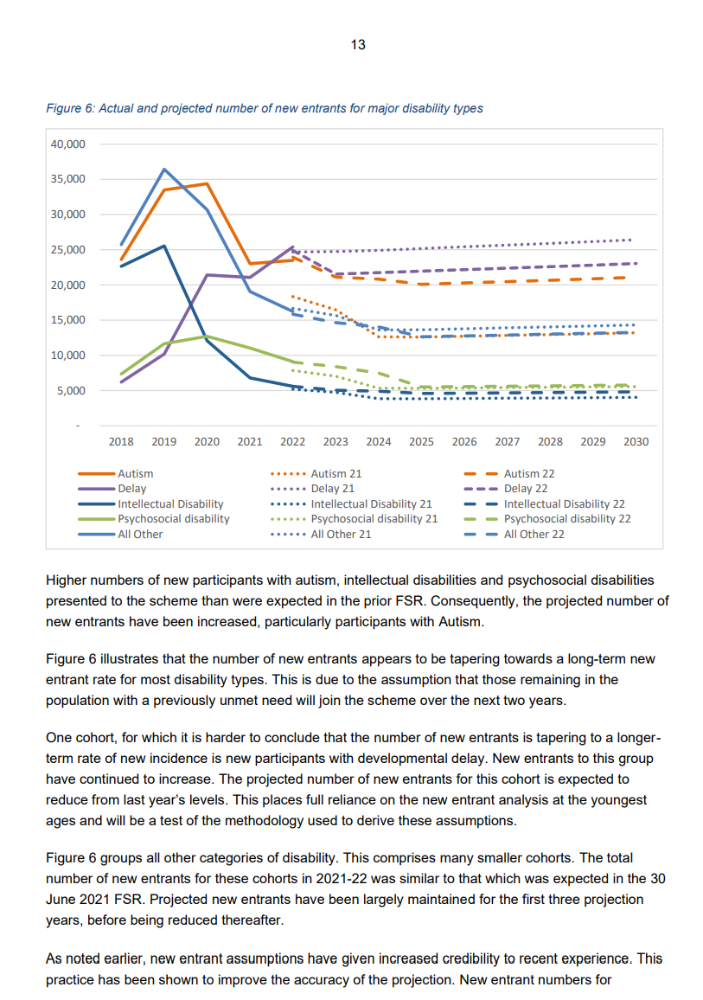 13
Figure 6: Actual and projected number of new entrants for major disability types
40,000
35,000
30,000
25,000
20,000
15,000
10,000
5,000
-
2018 2019 2020 2021 2022 2023 2024 2025 2026 2027 2028 2029 2030
Autism Autism 21 Autism 22
Delay Delay 21 Delay 22
Intellectual Disability Intellectual Disability 21 Intellectual Disability 22
Psychosocial disability Psychosocial disability 21 Psychosocial disability 22
All Other All Other 21 All Other 22
Higher numbers of new participants with autism, intellectual disabilities and psychosocial disabilities
presented to the scheme than were expected in the prior FSR. Consequently, the projected number of
new entrants have been increased, particularly participants with Autism.
Figure 6 illustrates that the number of new entrants appears to be tapering towards a long-term new
entrant rate for most disability types. This is due to the assumption that those remaining in the
population with a previously unmet need will join the scheme over the next two years.
One cohort, for which it is harder to conclude that the number of new entrants is tapering to a longer-
term rate of new incidence is new participants with developmental delay. New entrants to this group
have continued to increase. The projected number of new entrants for this cohort is expected to
reduce from last year's levels. This places full reliance on the new entrant analysis at the youngest
ages and will be a test of the methodology used to derive these assumptions.
Figure 6 groups all other categories of disability. This comprises many smaller cohorts. The total
number of new entrants for these cohorts in 2021-22 was similar to that which was expected in the 30
June 2021 FSR. Projected new entrants have been largely maintained for the first three projection
years, before being reduced thereafter.
As noted earlier, new entrant assumptions have given increased credibility to recent experience. This
practice has been shown to improve the accuracy of the projection. New entrant numbers for